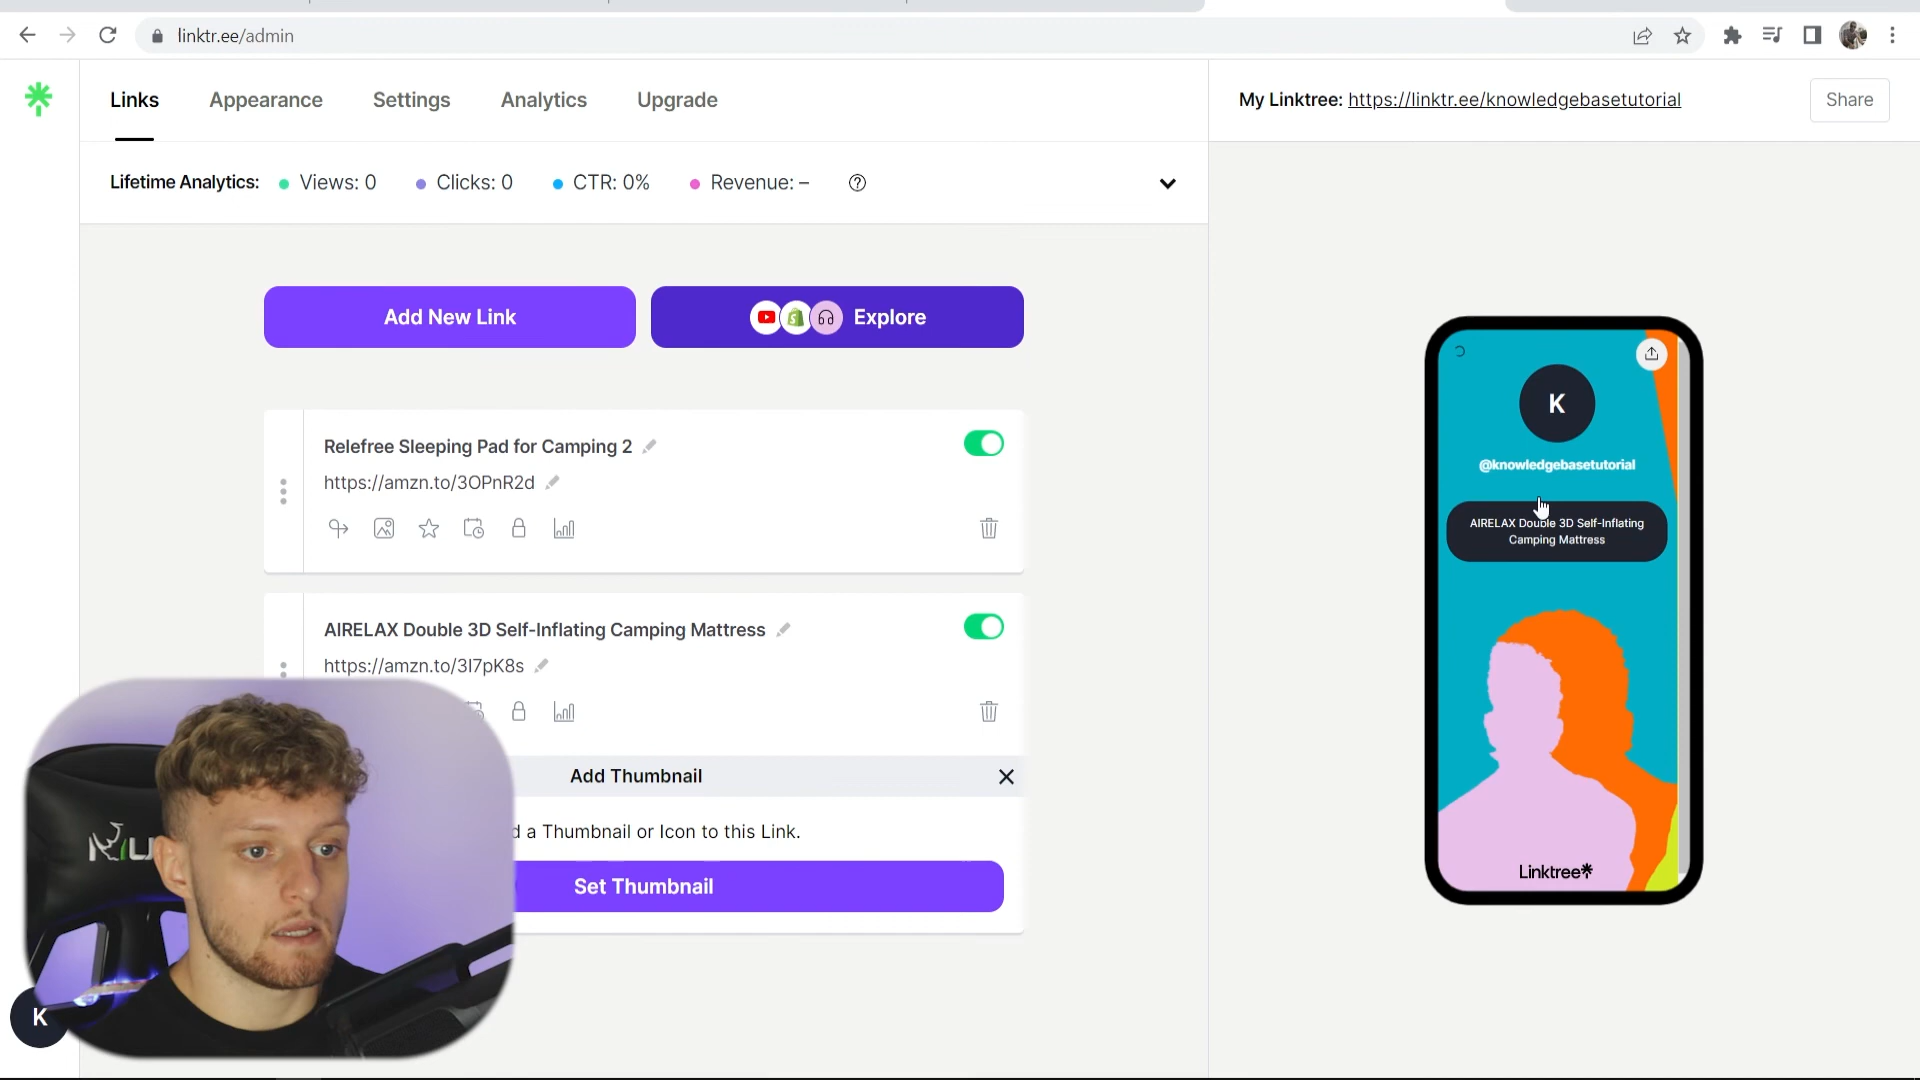 linktr.ee/admin
Links
Appearance
Settings
Analytics
Upgrade
My Linktree: https://linktr.ee/knowledgebasetutorial
Share
Lifetime Analytics:
Views: 0
Clicks: 0
CTR: 0%
Revenue: –
Add New Link
Explore
Relefree Sleeping Pad for Camping 2
https://amzn.to/3OPnR2d
AIRELAX Double 3D Self-Inflating Camping Mattress
https://amzn.to/3I7pK8s
Add Thumbnail
a Thumbnail or Icon to this Link.
Set Thumbnail
K
K
@knowledgebasetutorial
AIRELAX Double 3D Self-Inflating
Camping Mattress
Linktree